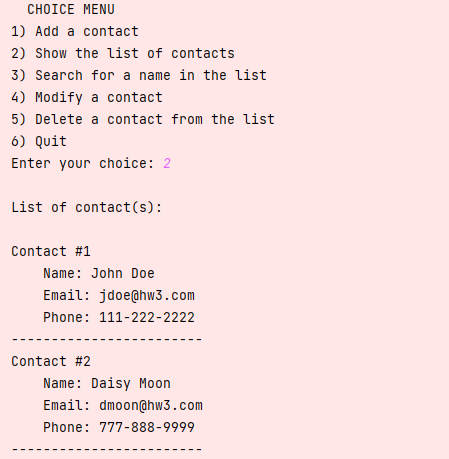 CHOICE MENU
1) Add a contact
2) Show the list of contacts
3) Search for a name in the list
4) Modify a contact
5) Delete a contact from the list
6) Quit
Enter your choice: 2
List of contact(s):
Contact #1
Name: John Doe
Email: jdoe@hw3.com
Phone: 111-222-2222
------------------------
Contact #2
Name: Daisy Moon
Email: dmoon@hw3.com
Phone: 777-888-9999
------------------------